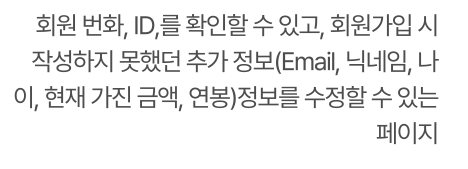 회원 번화, ID,를 확인할 수 있고, 회원가입 시
작성하지 못했던 추가 정보(Email, 닉네임, 나
이, 현재 가진 금액, 연봉)정보를 수정할 수 있는
페이지